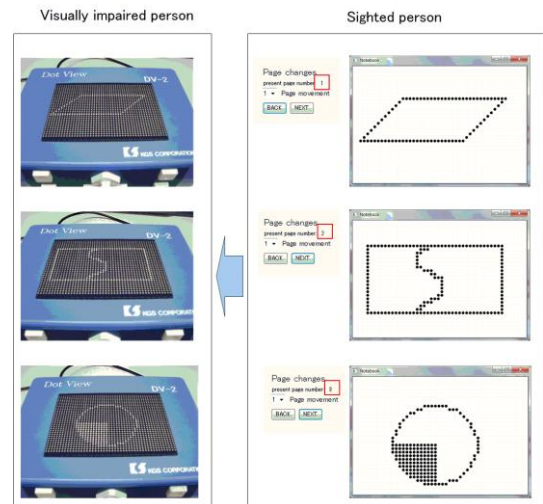 Visually impaired person
Sighted person
Dot View
DV-2
KGS CORPORATION
Page changes
present page number 1
1 Page movement
BACK NEXT
Notebook
Dot View
DV-2
KGS CORPORATION
Page changes
present page number 2
1 Page movement
BACK NEXT
Notebook
Dot View
DV-2
KGS CORPORATION
Page changes
present page number 3
1 Page movement
BACK NEXT
Notebook